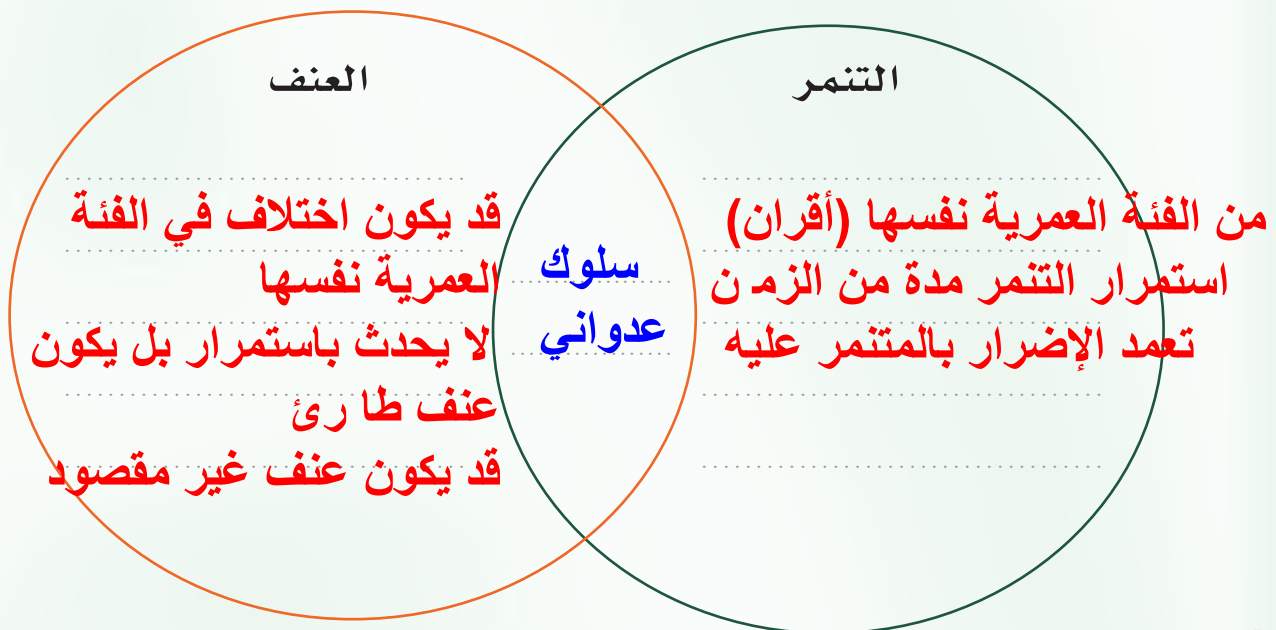 التنمر
من الفئة العمرية نفسها (أقران)
استمرار التنمر مدة من الزمـ ن
تعمد الإضرار بالمتنمر عليه
سلوك
عدواني
العنف
قد يكون اختلاف في الفئة
العمرية نفسها
لا يحدث باستمرار بل يكون
عنف طا رئ
قد يكون عنف غير مقصود